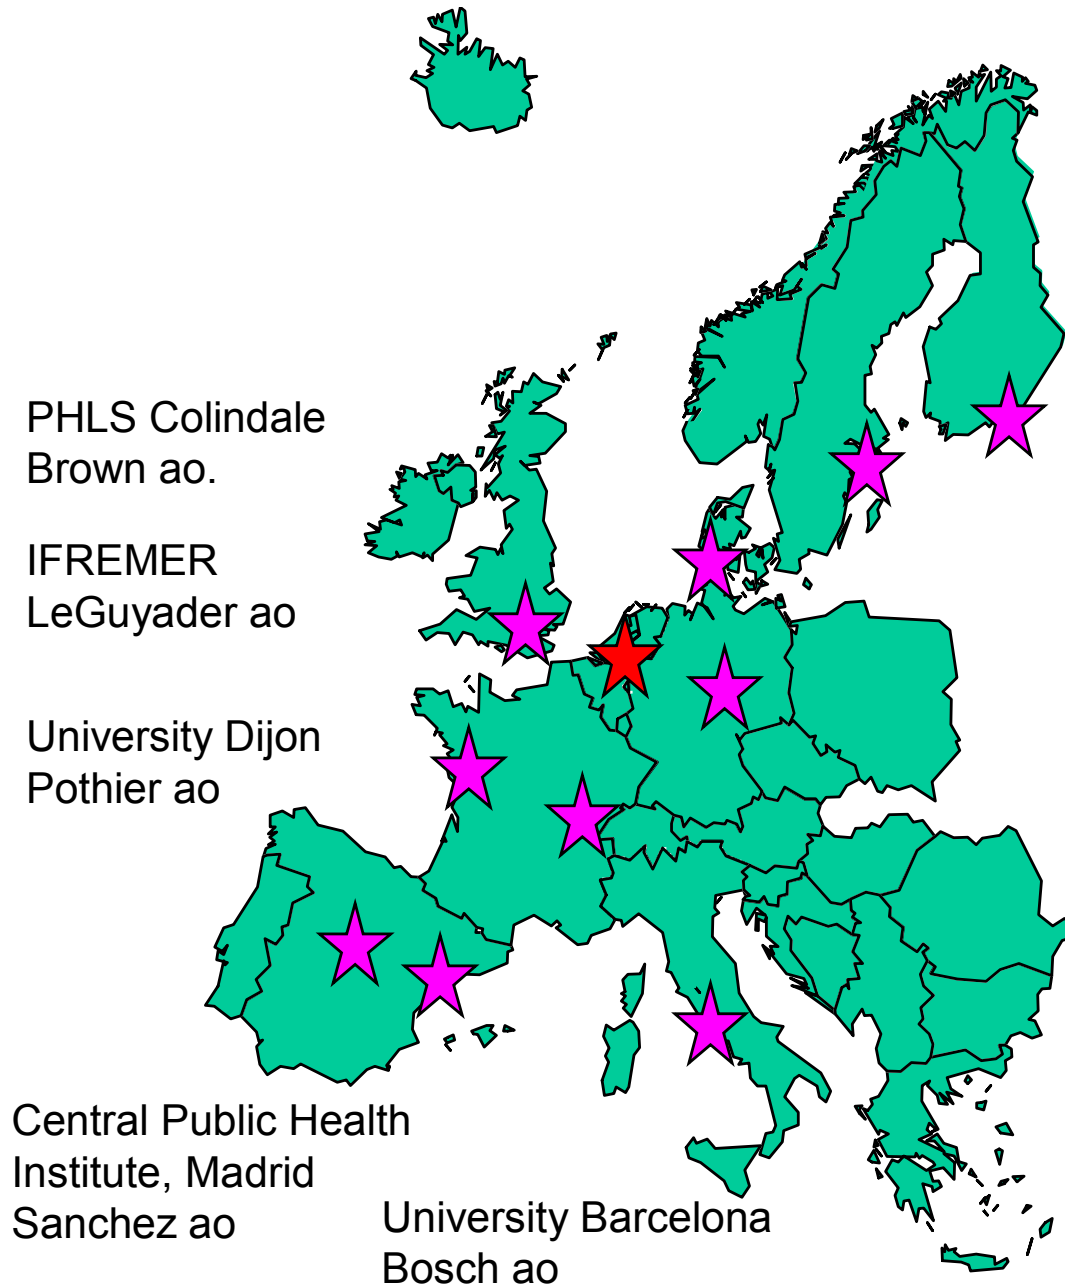 PHLS Colindale
Brown ao.
IFREMER
LeGuyader ao
University Dijon
Pothier ao
Central Public Health
Institute, Madrid
Sanchez ao
University Barcelona
Bosch ao